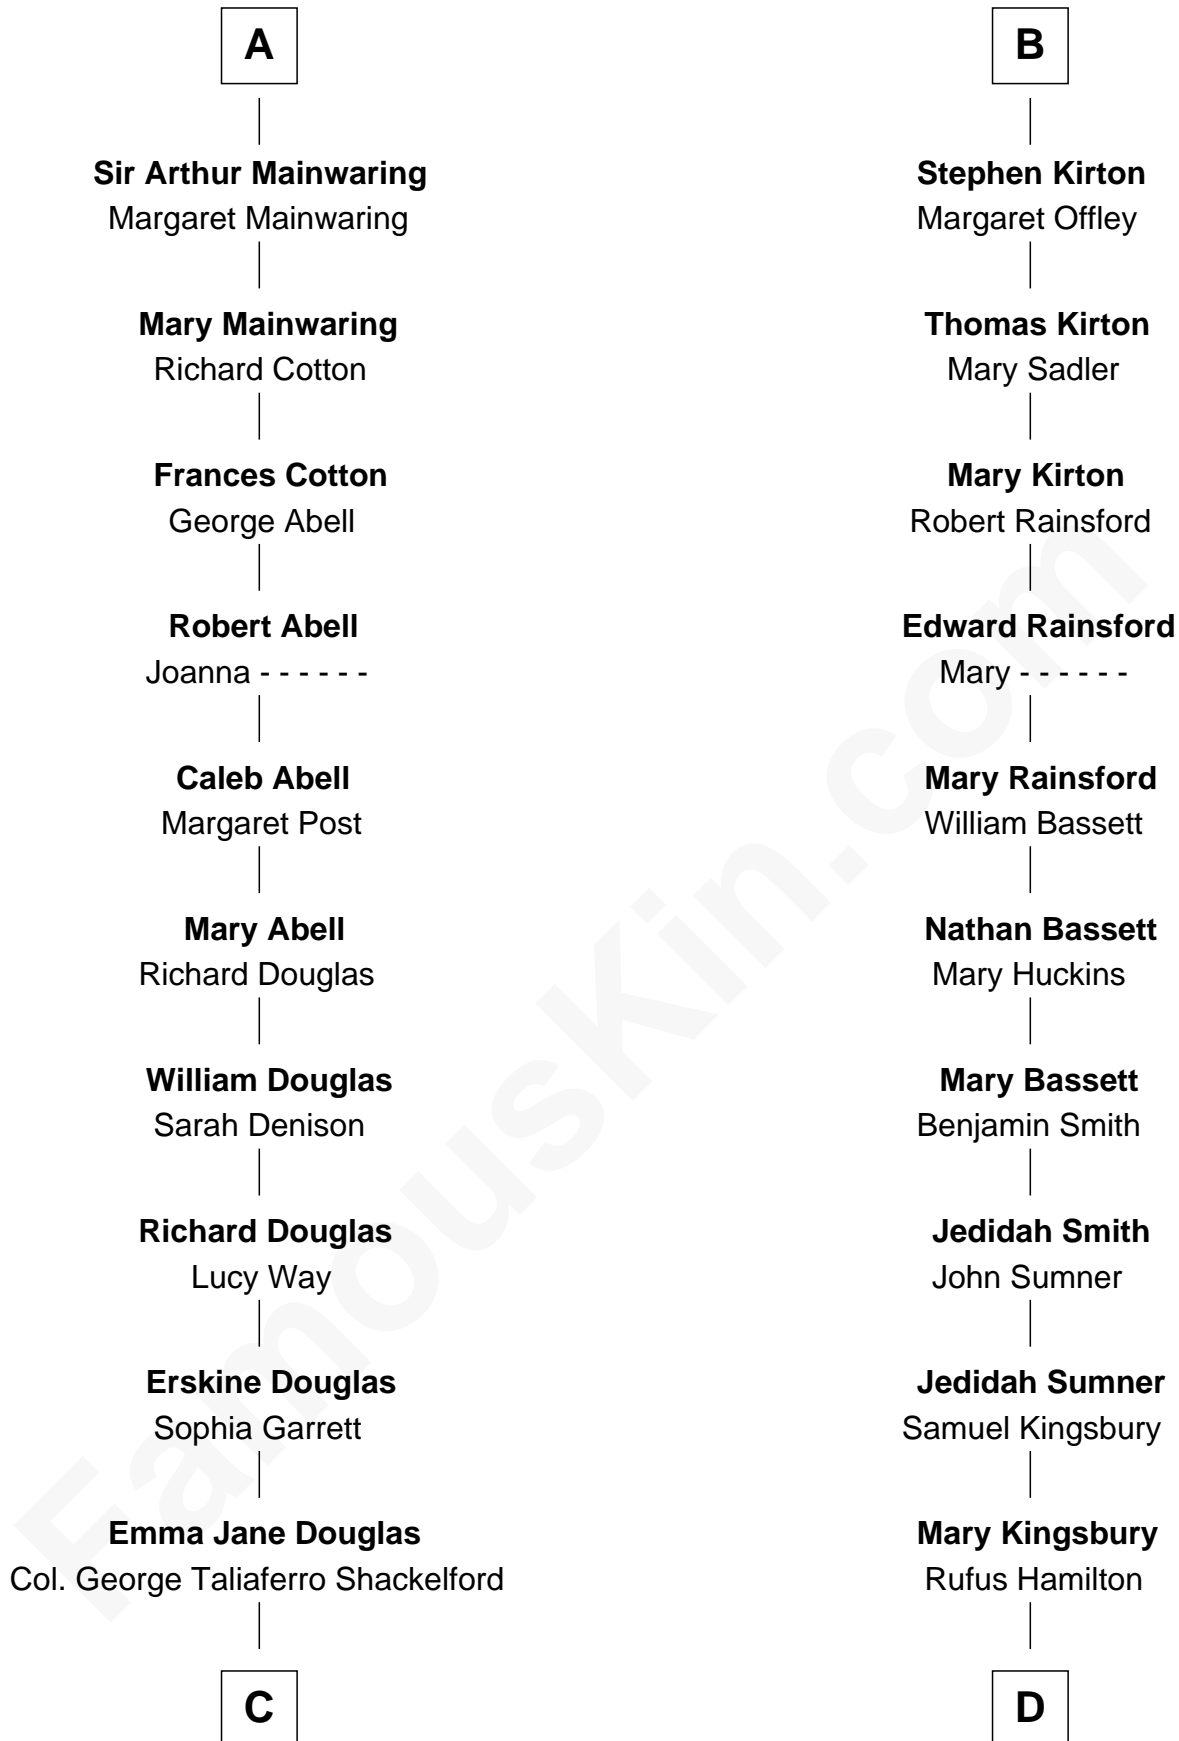 A
Sir Arthur Mainwaring
Margaret Mainwaring
Mary Mainwaring
Richard Cotton
Frances Cotton
George Abell
Robert Abell
Joanna - - - - - -
Caleb Abell
Margaret Post
Mary Abell
Richard Douglas
William Douglas
Sarah Denison
Richard Douglas
Lucy Way
Erskine Douglas
Sophia Garrett
Emma Jane Douglas
Col. George Taliaferro Shackelford
C
B
Stephen Kirton
Margaret Offley
Thomas Kirton
Mary Sadler
Mary Kirton
Robert Rainsford
Edward Rainsford
Mary - - - - - -
Mary Rainsford
William Bassett
Nathan Bassett
Mary Huckins
Mary Bassett
Benjamin Smith
Jedidah Smith
John Sumner
Jedidah Sumner
Samuel Kingsbury
Mary Kingsbury
Rufus Hamilton
D
FamousKin.com